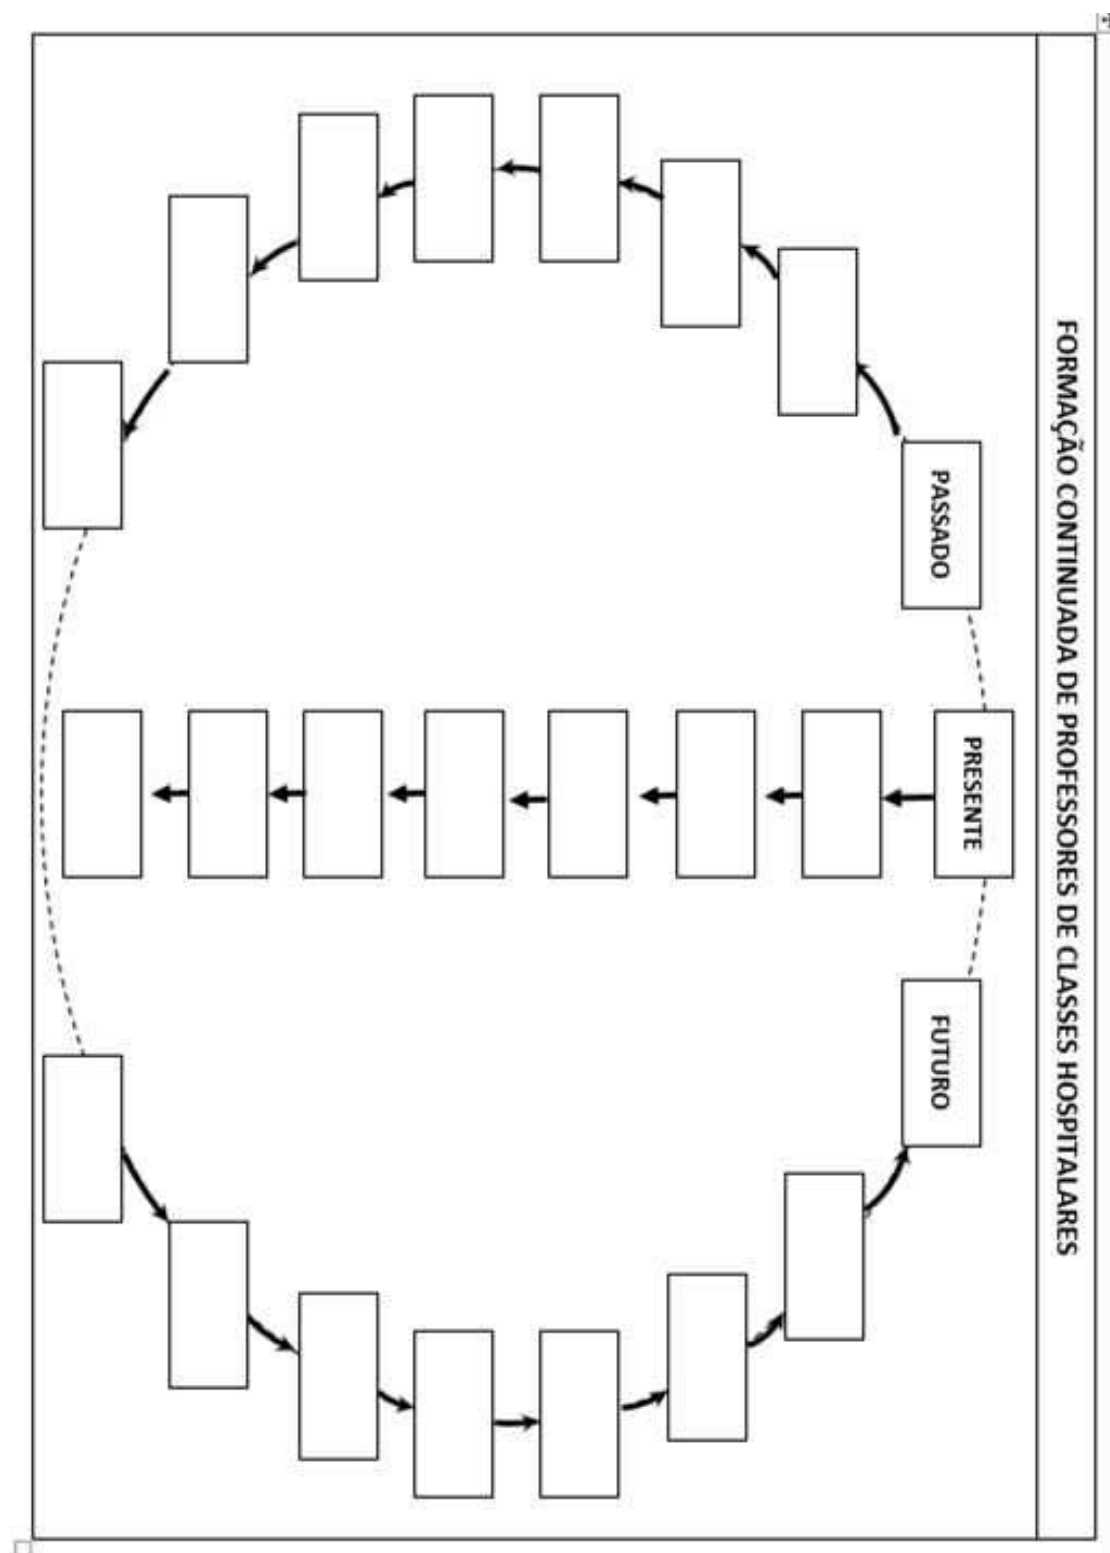 FORMAÇÃO CONTINUADA DE PROFESSORES DE CLASSES HOSPITALARES
PASSADO
PRESENTE
FUTURO